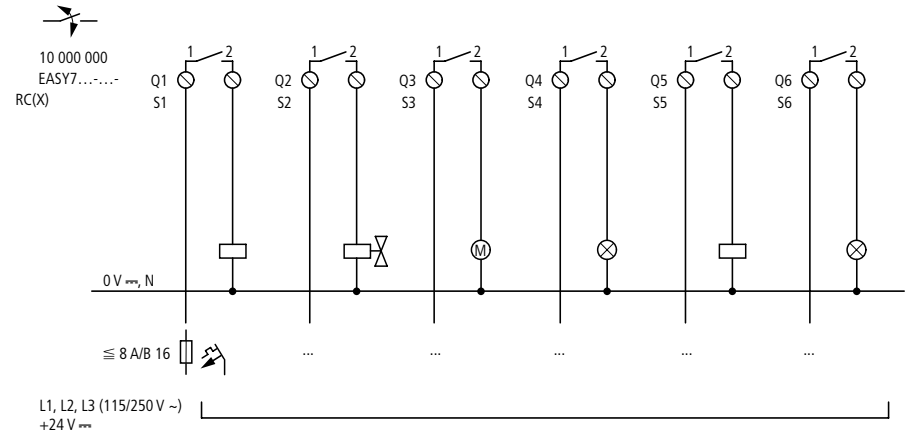 10 000 000
EASY7...-...-
RC(X)
1 2 1 2 1 2 1 2 1 2 1 2
Q1 Q2 Q3 Q4 Q5 Q6
S1 S2 S3 S4 S5 S6
M
0 V ⎓, N
≦ 8 A/B 16 ... ... ... ... ...
L1, L2, L3 (115/250 V ~)
+24 V ⎓